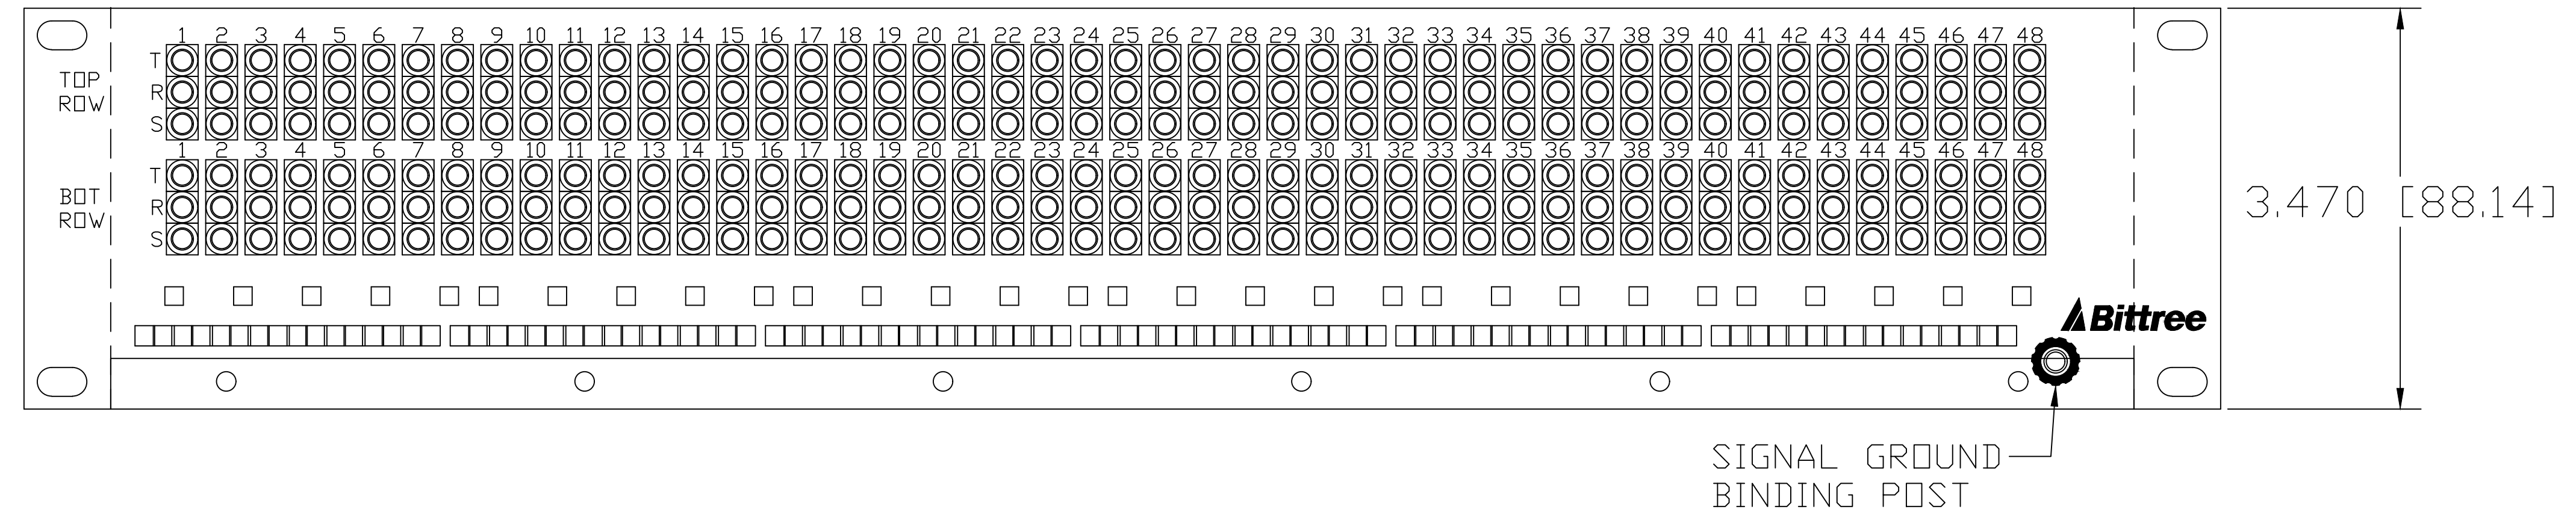 1 2 3 4 5 6 7 8 9 10 11 12 13 14 15 16 17 18 19 20 21 22 23 24 25 26 27 28 29 30 31 32 33 34 35 36 37 38 39 40 41 42 43 44 45 46 47 48
T
TOP
R
ROW
S
1 2 3 4 5 6 7 8 9 10 11 12 13 14 15 16 17 18 19 20 21 22 23 24 25 26 27 28 29 30 31 32 33 34 35 36 37 38 39 40 41 42 43 44 45 46 47 48
T
BOT
R
ROW
S
3.470 [88.14]
Bittree
SIGNAL GROUND
BINDING POST